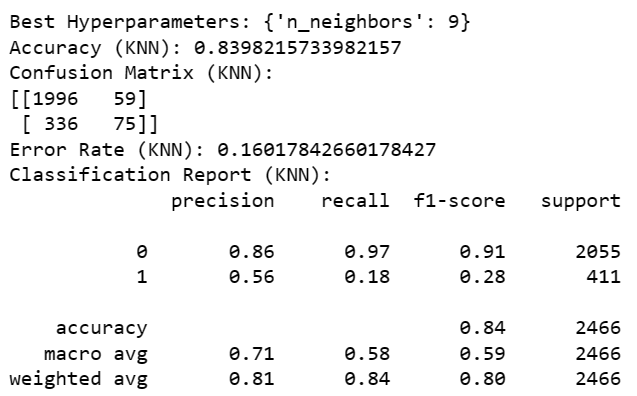 Best Hyperparameters: {'n_neighbors': 9}
Accuracy (KNN): 0.8398215733982157
Confusion Matrix (KNN):
[[1996   59]
 [ 336   75]]
Error Rate (KNN): 0.16017842660178427
Classification Report (KNN):
              precision    recall  f1-score   support

           0       0.86      0.97      0.91      2055
           1       0.56      0.18      0.28       411

    accuracy                           0.84      2466
   macro avg       0.71      0.58      0.59      2466
weighted avg       0.81      0.84      0.80      2466